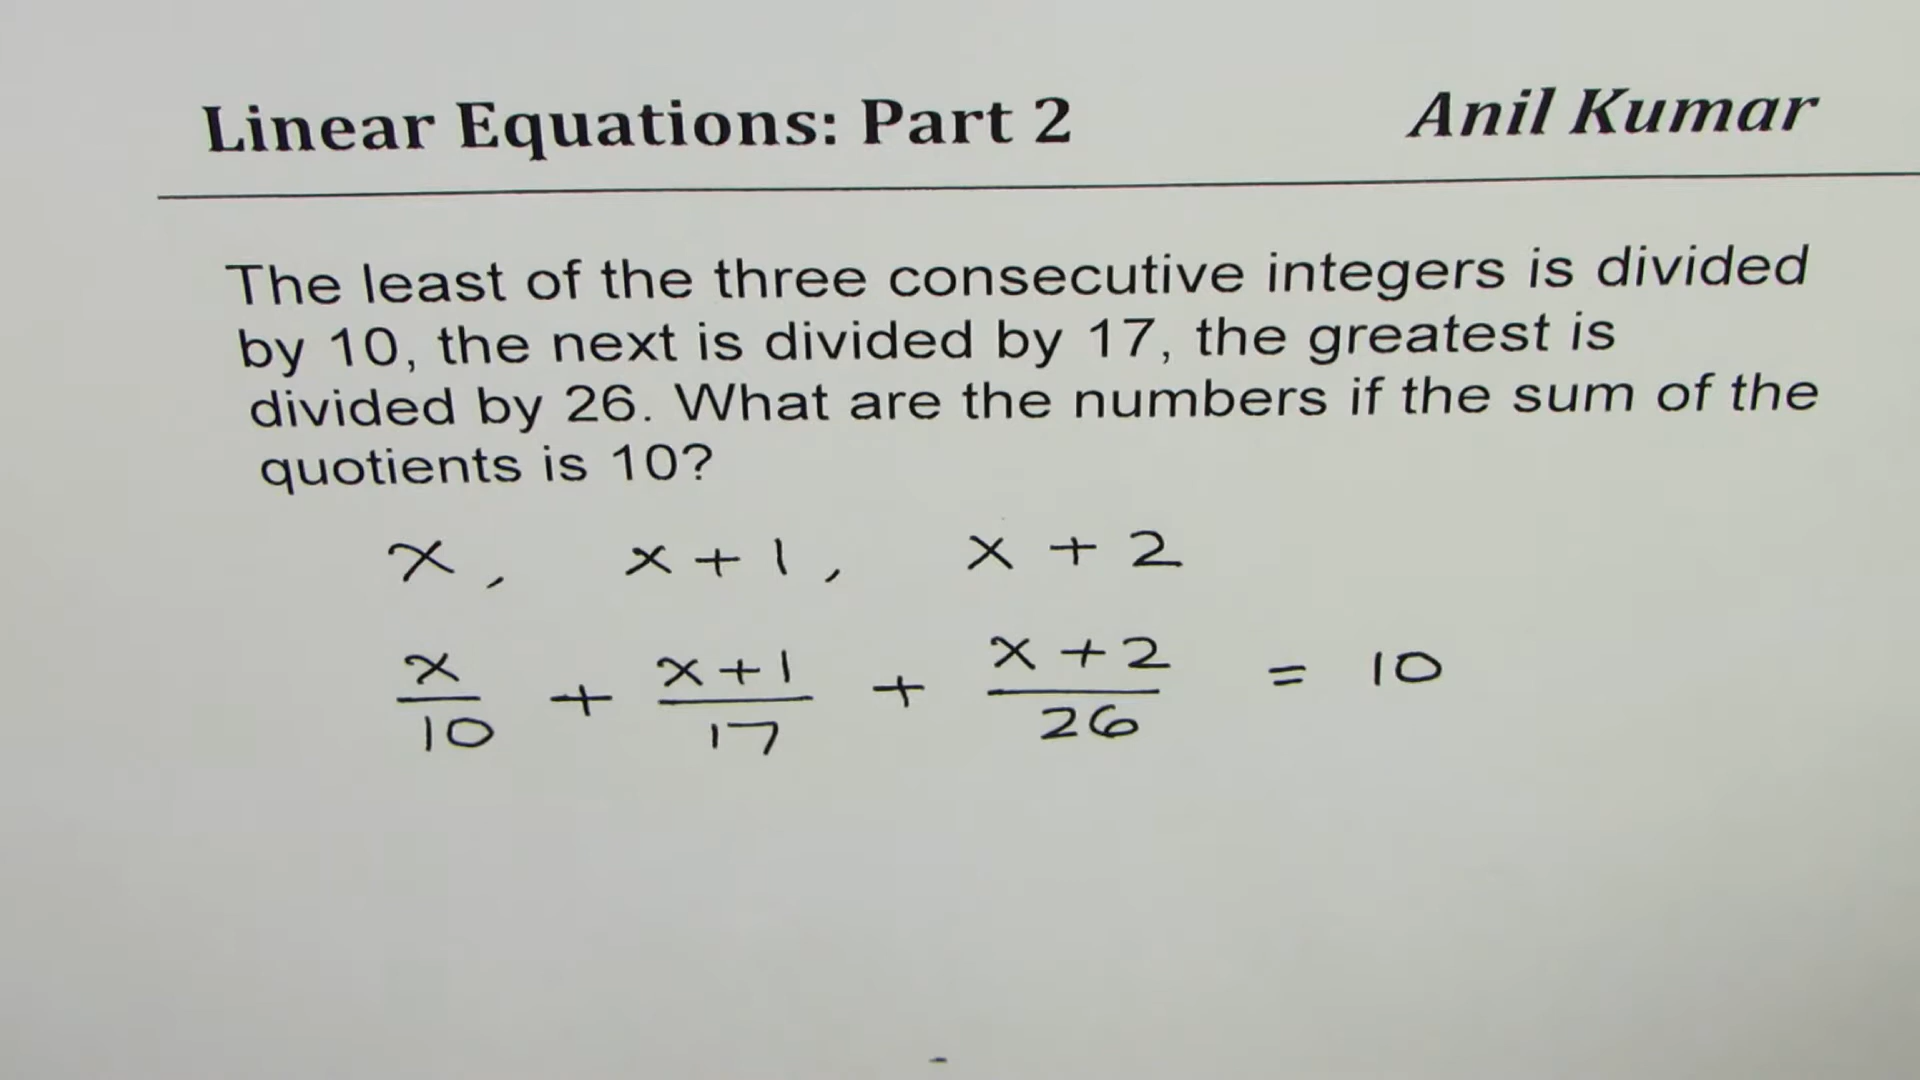 Linear Equations: Part 2 Anil Kumar
The least of the three consecutive integers is divided
by 10, the next is divided by 17, the greatest is
divided by 26. What are the numbers if the sum of the
quotients is 10?
x, x + 1, x + 2
x/10 + x+1/17 + x+2/26 = 10